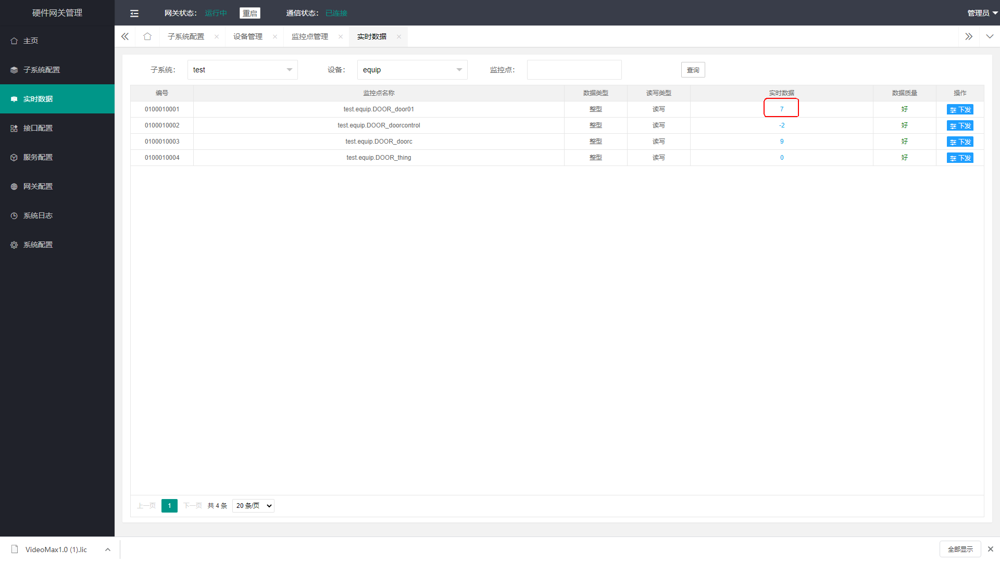 硬件网关管理
网关状态： 运行中 重启 通信状态： 已连接 管理员
主页
子系统配置
实时数据
接口配置
服务配置
网关配置
系统日志
系统配置
子系统配置 设备管理 监控点管理 实时数据
子系统： test 设备： equip 监控点： 查询
编号 监控点名称 数据类型 读写类型 实时数据 数据质量 操作
0100010001 test.equip.DOOR_door01 整型 读写 7 好 下发
0100010002 test.equip.DOOR_doorcontrol 整型 读写 -2 好 下发
0100010003 test.equip.DOOR_doorc 整型 读写 9 好 下发
0100010004 test.equip.DOOR_thing 整型 读写 0 好 下发
上一页 1 下一页 共 4 条 20 条/页
VideoMax1.0 (1).lic 全部显示